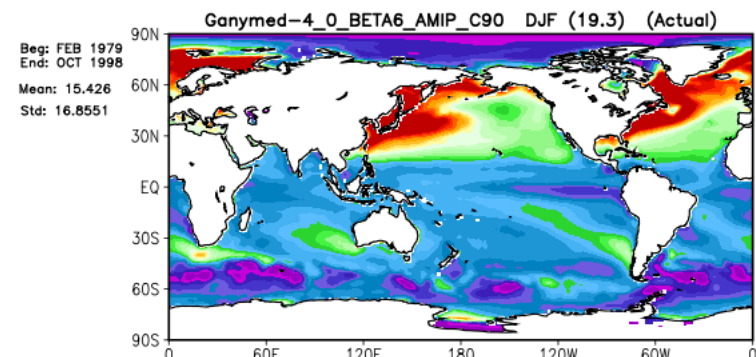 Ganymed-4_0_BETA6_AMIP_C90 DJF (19.3) (Actual)
Beg: FEB 1979
End: OCT 1998
Mean: 15.426
Std: 16.8551
90N
60N
30N
EQ
30S
60S
90S
0 60E 120E 180 120W 60W 0